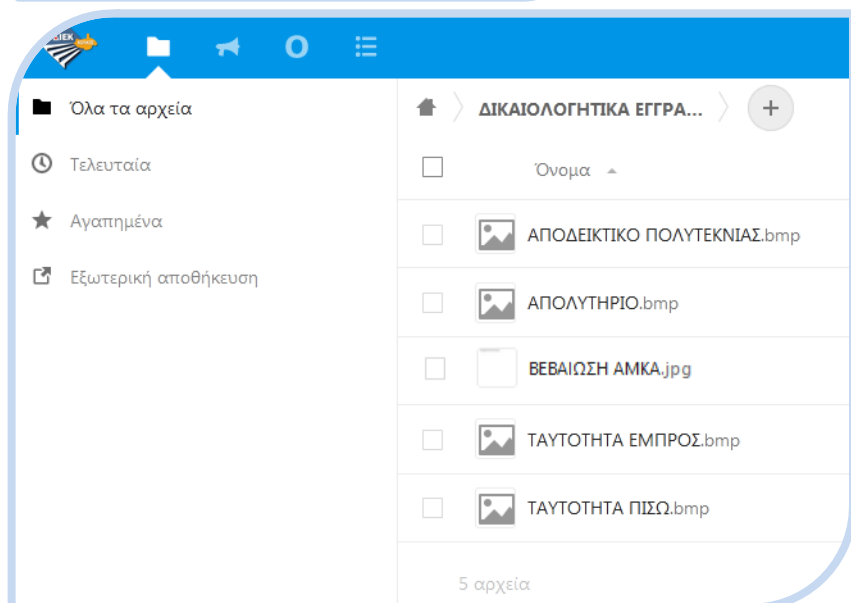 ΔΙΕΚ
Ο
Όλα τα αρχεία
Τελευταία
Αγαπημένα
Εξωτερική αποθήκευση
ΔΙΚΑΙΟΛΟΓΗΤΙΚΑ ΕΓΓΡΑ...
+
Όνομα
ΑΠΟΔΕΙΚΤΙΚΟ ΠΟΛΥΤΕΚΝΙΑΣ.bmp
ΑΠΟΛΥΤΗΡΙΟ.bmp
ΒΕΒΑΙΩΣΗ ΑΜΚΑ.jpg
ΤΑΥΤΟΤΗΤΑ ΕΜΠΡΟΣ.bmp
ΤΑΥΤΟΤΗΤΑ ΠΙΣΩ.bmp
5 αρχεία